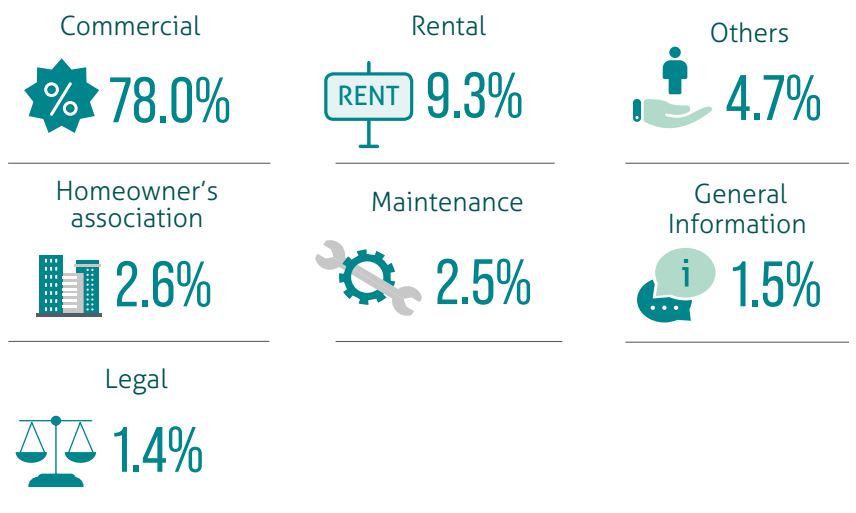 Commercial
%
78.0%
Rental
RENT
9.3%
Others
4.7%
Homeowner's
association
2.6%
Maintenance
2.5%
General
Information
i
1.5%
Legal
1.4%